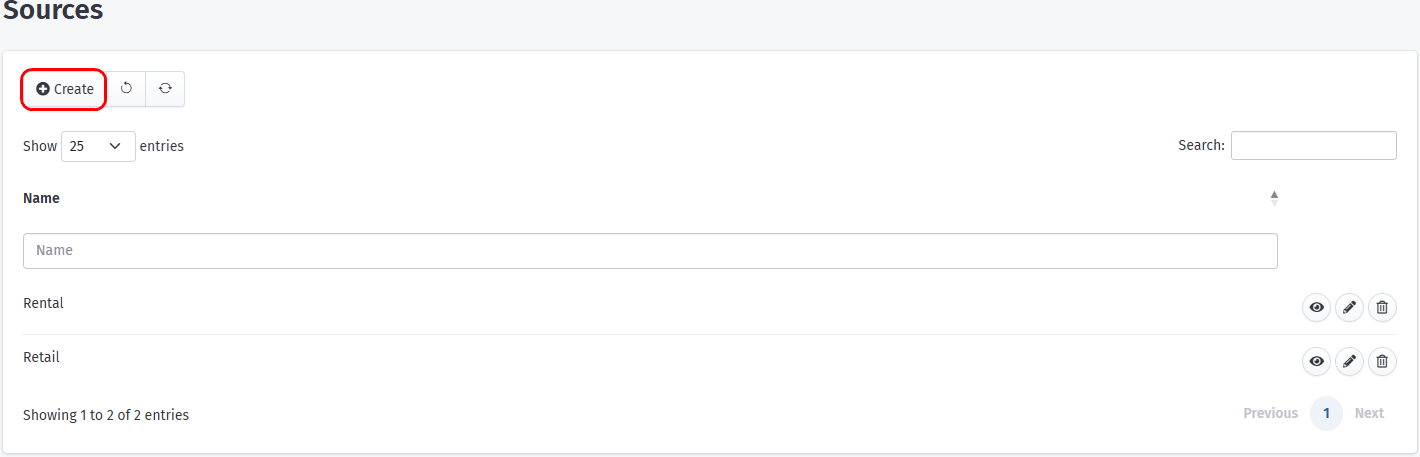 Sources
Create
Show 25 entries
Search:
Name
Name
Rental
Retail
Showing 1 to 2 of 2 entries
Previous 1 Next